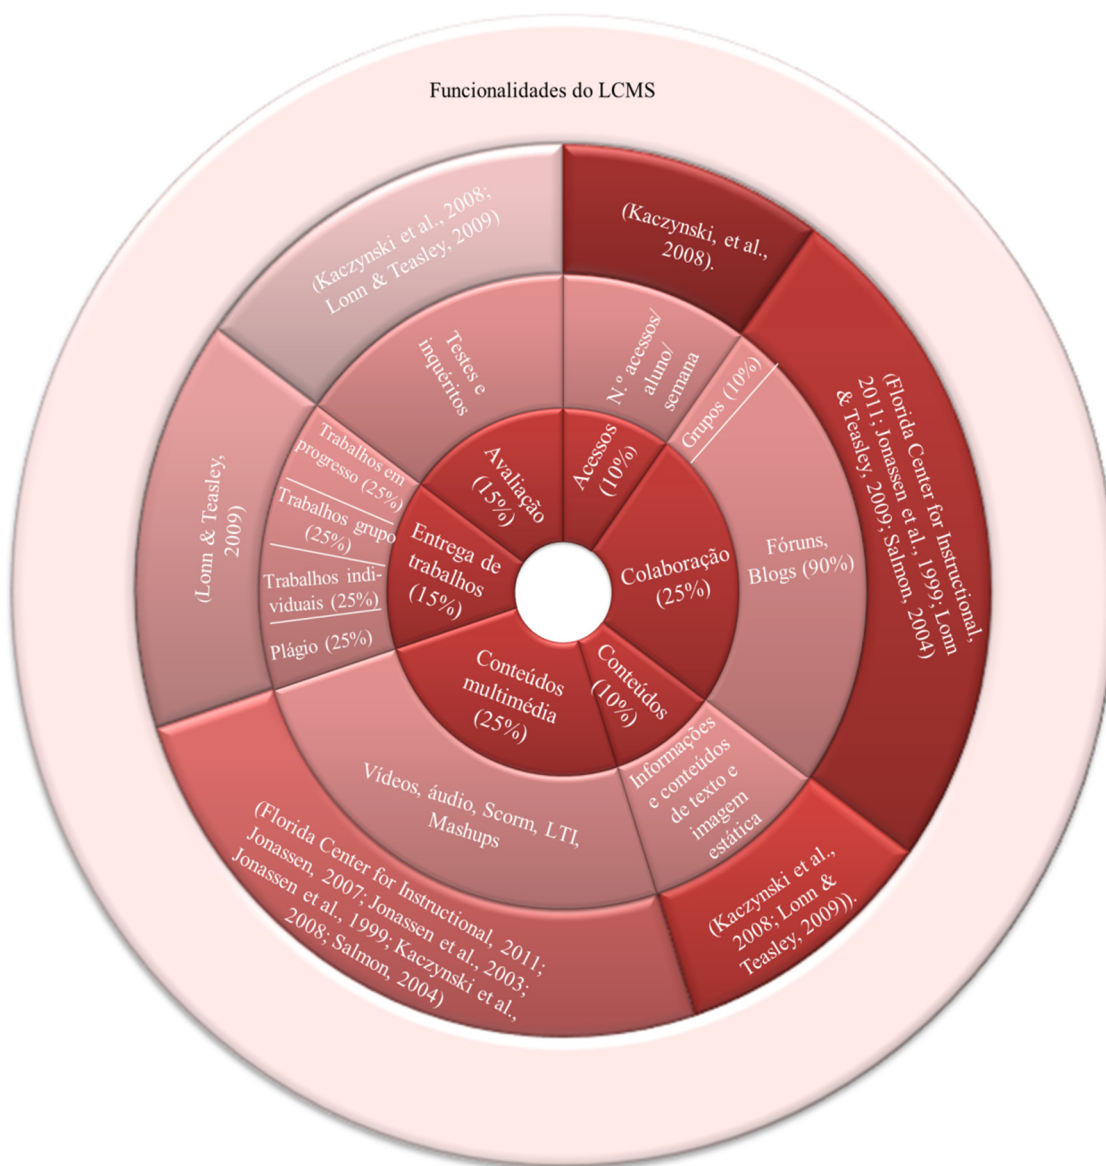 Funcionalidades do LCMS
(Kaczynski et al., 2008;
Lonn & Teasley, 2009)
(Kaczynski, et al.,
2008).
(Florida Center for Instructional,
2011; Jonassen et al., 1999; Lonn
& Teasley, 2009; Salmon, 2004)
(Kaczynski et al.,
2008; Lonn &
Teasley, 2009)).
(Florida Center for Instructional, 2011;
Jonassen, 2007; Jonassen et al., 2003;
Jonassen et al., 1999; Kaczynski et al.,
2008; Salmon, 2004)
(Lonn & Teasley,
2009)
Testes e
inquéritos
N.º acessos/
aluno/
semana
Grupos (10%)
Fóruns,
Blogs (90%)
Informações
e conteúdos
de texto e
imagem
estática
Vídeos, áudio, Scorm, LTI,
Mashups
Trabalhos em
progresso (25%)
Trabalhos grupo
(25%)
Trabalhos indi-
viduais (25%)
Plágio (25%)
Avaliação
(15%)
Acessos
(10%)
Colaboração
(25%)
Conteúdos
(10%)
Conteúdos
multimédia
(25%)
Entrega de
trabalhos
(15%)